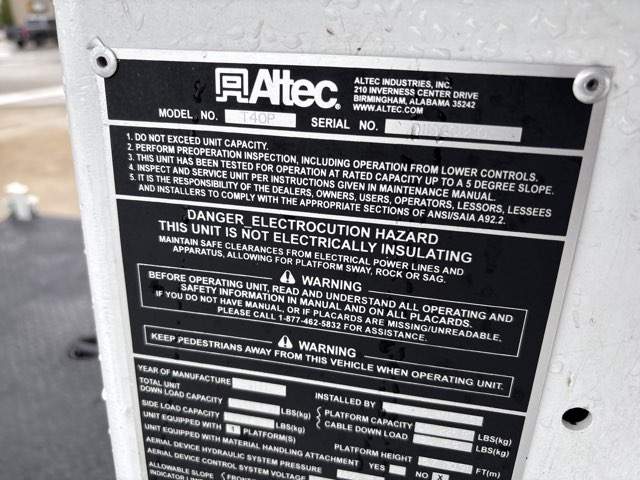 Altec
ALTEC INDUSTRIES, INC.
210 INVERNESS CENTER DRIVE
BIRMINGHAM, ALABAMA 35242
WWW.ALTEC.COM
MODEL NO. T40P SERIAL NO.
1. DO NOT EXCEED UNIT CAPACITY.
2. PERFORM PREOPERATION INSPECTION, INCLUDING OPERATION FROM LOWER CONTROLS.
3. THIS UNIT HAS BEEN TESTED FOR OPERATION AT RATED CAPACITY UP TO A 5 DEGREE SLOPE.
4. INSPECT AND SERVICE UNIT PER INSTRUCTIONS GIVEN IN MAINTENANCE MANUAL.
5. IT IS THE RESPONSIBILITY OF THE DEALERS, OWNERS, USERS, OPERATORS, LESSORS, LESSEES
AND INSTALLERS TO COMPLY WITH THE APPROPRIATE SECTIONS OF ANSI/SAIA A92.2.
DANGER ELECTROCUTION HAZARD
THIS UNIT IS NOT ELECTRICALLY INSULATING
MAINTAIN SAFE CLEARANCES FROM ELECTRICAL POWER LINES AND
APPARATUS, ALLOWING FOR PLATFORM SWAY, ROCK OR SAG.
WARNING
BEFORE OPERATING UNIT, READ AND UNDERSTAND ALL OPERATING AND
SAFETY INFORMATION IN MANUAL AND ON ALL PLACARDS.
IF YOU DO NOT HAVE MANUAL, OR IF PLACARDS ARE MISSING/UNREADABLE,
PLEASE CALL 1-877-462-5832 FOR ASSISTANCE.
WARNING
KEEP PEDESTRIANS AWAY FROM THIS VEHICLE WHEN OPERATING UNIT.
YEAR OF MANUFACTURE INSTALLED BY
TOTAL UNIT
DOWN LOAD CAPACITY LBS(kg) PLATFORM CAPACITY LBS(kg)
SIDE LOAD CAPACITY LBS(kg) CABLE DOWN LOAD LBS(kg)
UNIT EQUIPPED WITH 1 PLATFORM(S) PLATFORM HEIGHT FT(m)
UNIT EQUIPPED WITH MATERIAL HANDLING ATTACHMENT YES NO X
AERIAL DEVICE HYDRAULIC SYSTEM PRESSURE
AERIAL DEVICE CONTROL SYSTEM VOLTAGE
ALLOWABLE SLOPE
INDICATOR